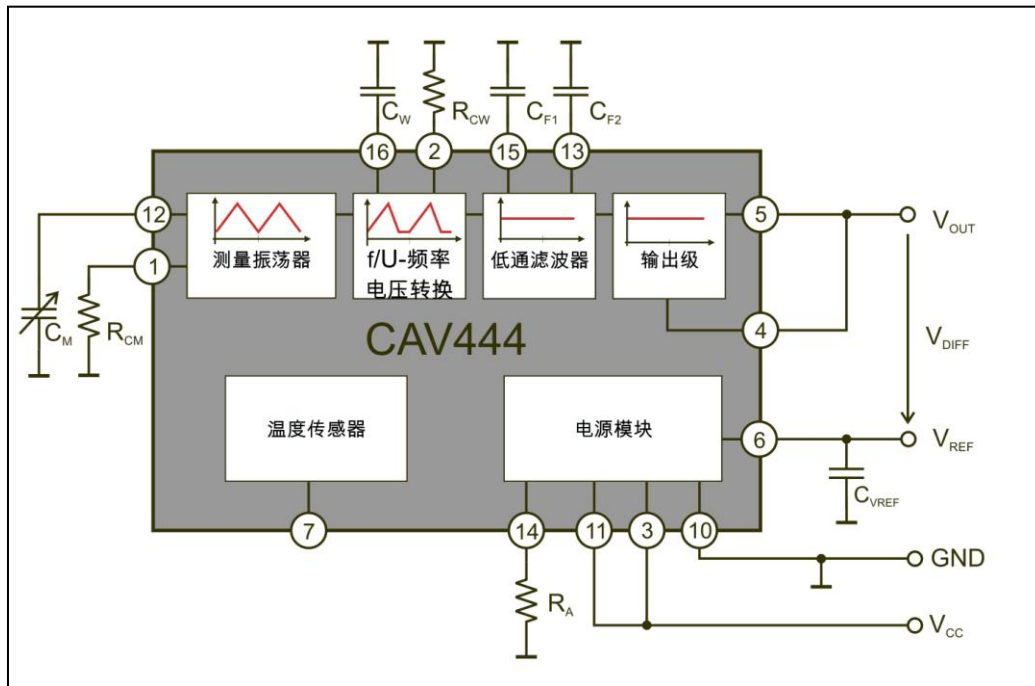 C_W
R_CW
C_F1
C_F2
16
2
15
13
12
5
V_OUT
测量振荡器
f/U-频率
电压转换
低通滤波器
输出级
1
C_M
R_CM
CAV444
4
V_DIFF
温度传感器
电源模块
6
V_REF
C_VREF
7
14
11
3
10
GND
R_A
V_CC